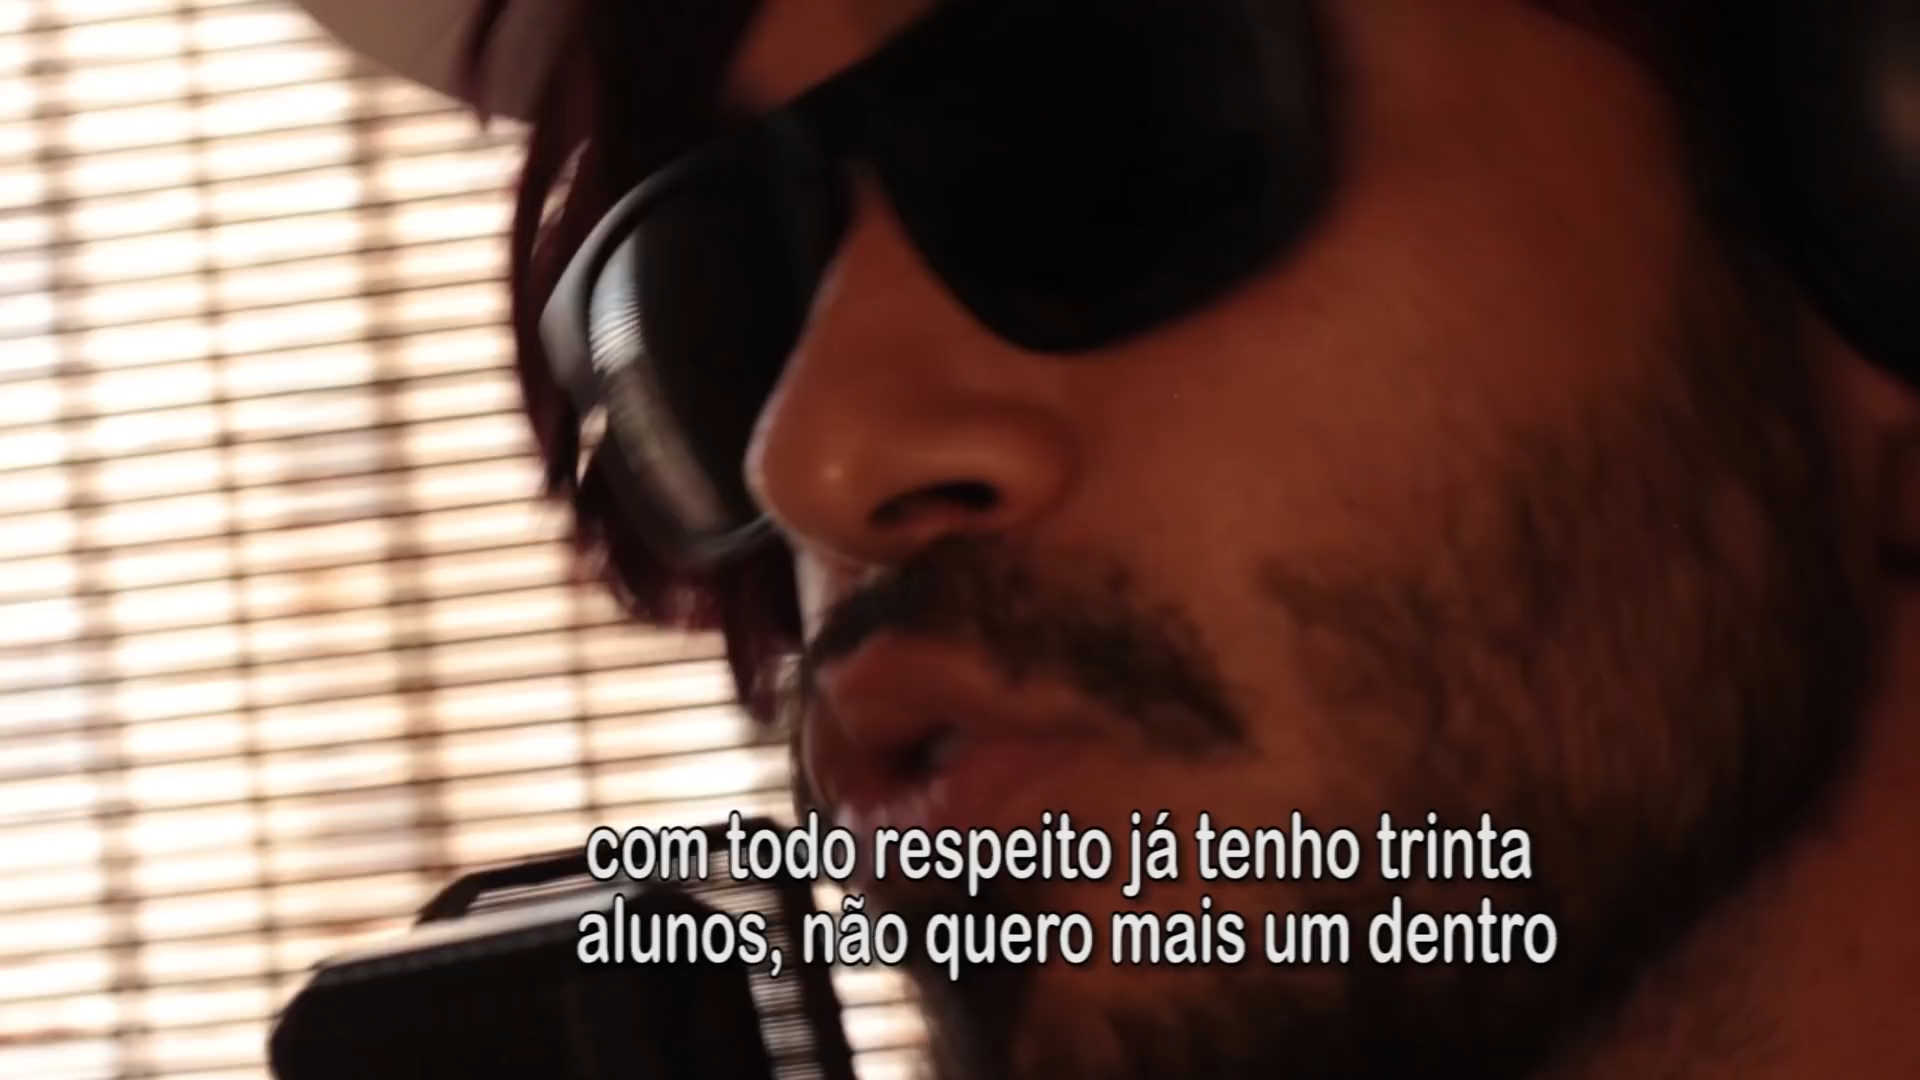 com todo respeito já tenho trinta
alunos, não quero mais um dentro